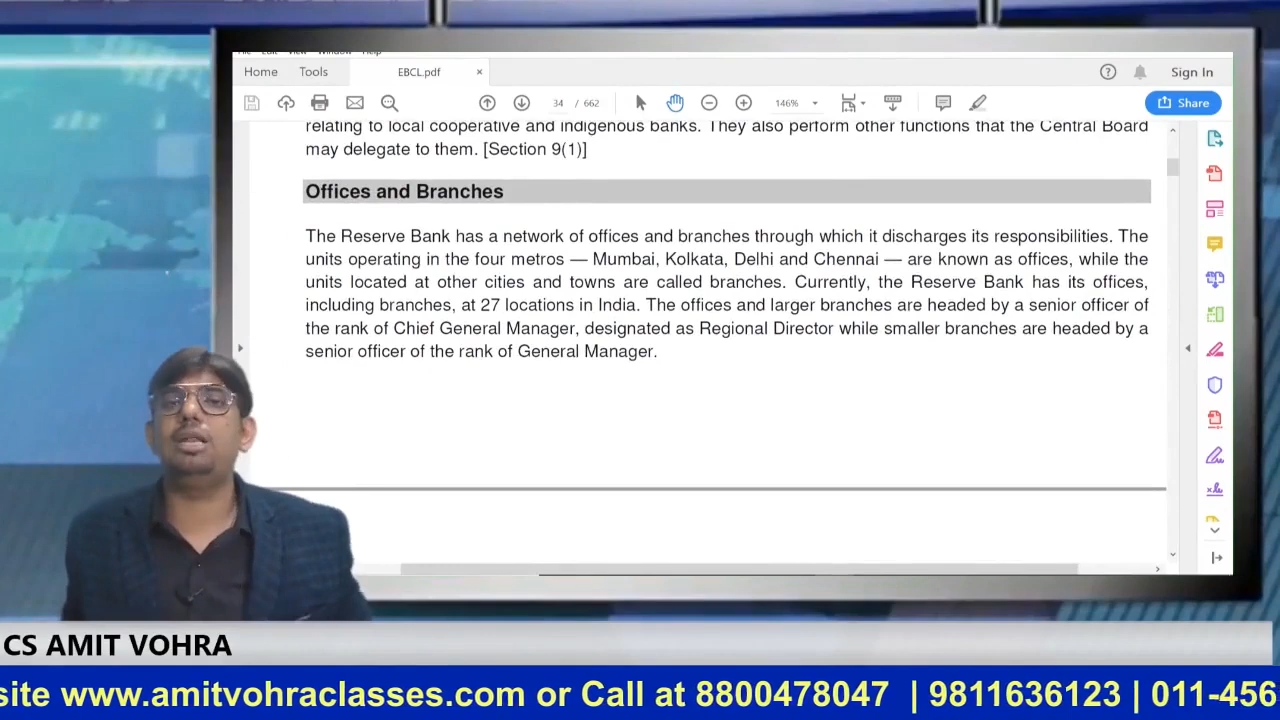 File Edit View Window Help
Home Tools EBCL.pdf × Sign In
34 / 662 146% Share
relating to local cooperative and indigenous banks. They also perform other functions that the Central Board
may delegate to them. [Section 9(1)]
Offices and Branches
The Reserve Bank has a network of offices and branches through which it discharges its responsibilities. The
units operating in the four metros — Mumbai, Kolkata, Delhi and Chennai — are known as offices, while the
units located at other cities and towns are called branches. Currently, the Reserve Bank has its offices,
including branches, at 27 locations in India. The offices and larger branches are headed by a senior officer of
the rank of Chief General Manager, designated as Regional Director while smaller branches are headed by a
senior officer of the rank of General Manager.
CS AMIT VOHRA
site www.amitvohraclasses.com or Call at 8800478047 | 9811636123 | 011-456